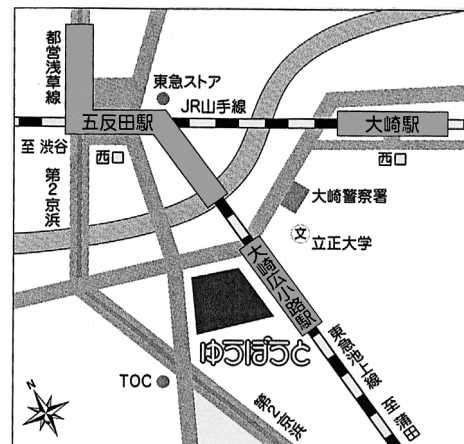 都営浅草線
東急ストア
JR山手線
五反田駅
大崎駅
至 渋谷
西口
西口
第2京浜
大崎警察署
文
立正大学
大崎広小路駅
ゆうぽうと
東急池上線
至 蒲田
TOC
第2京浜
N